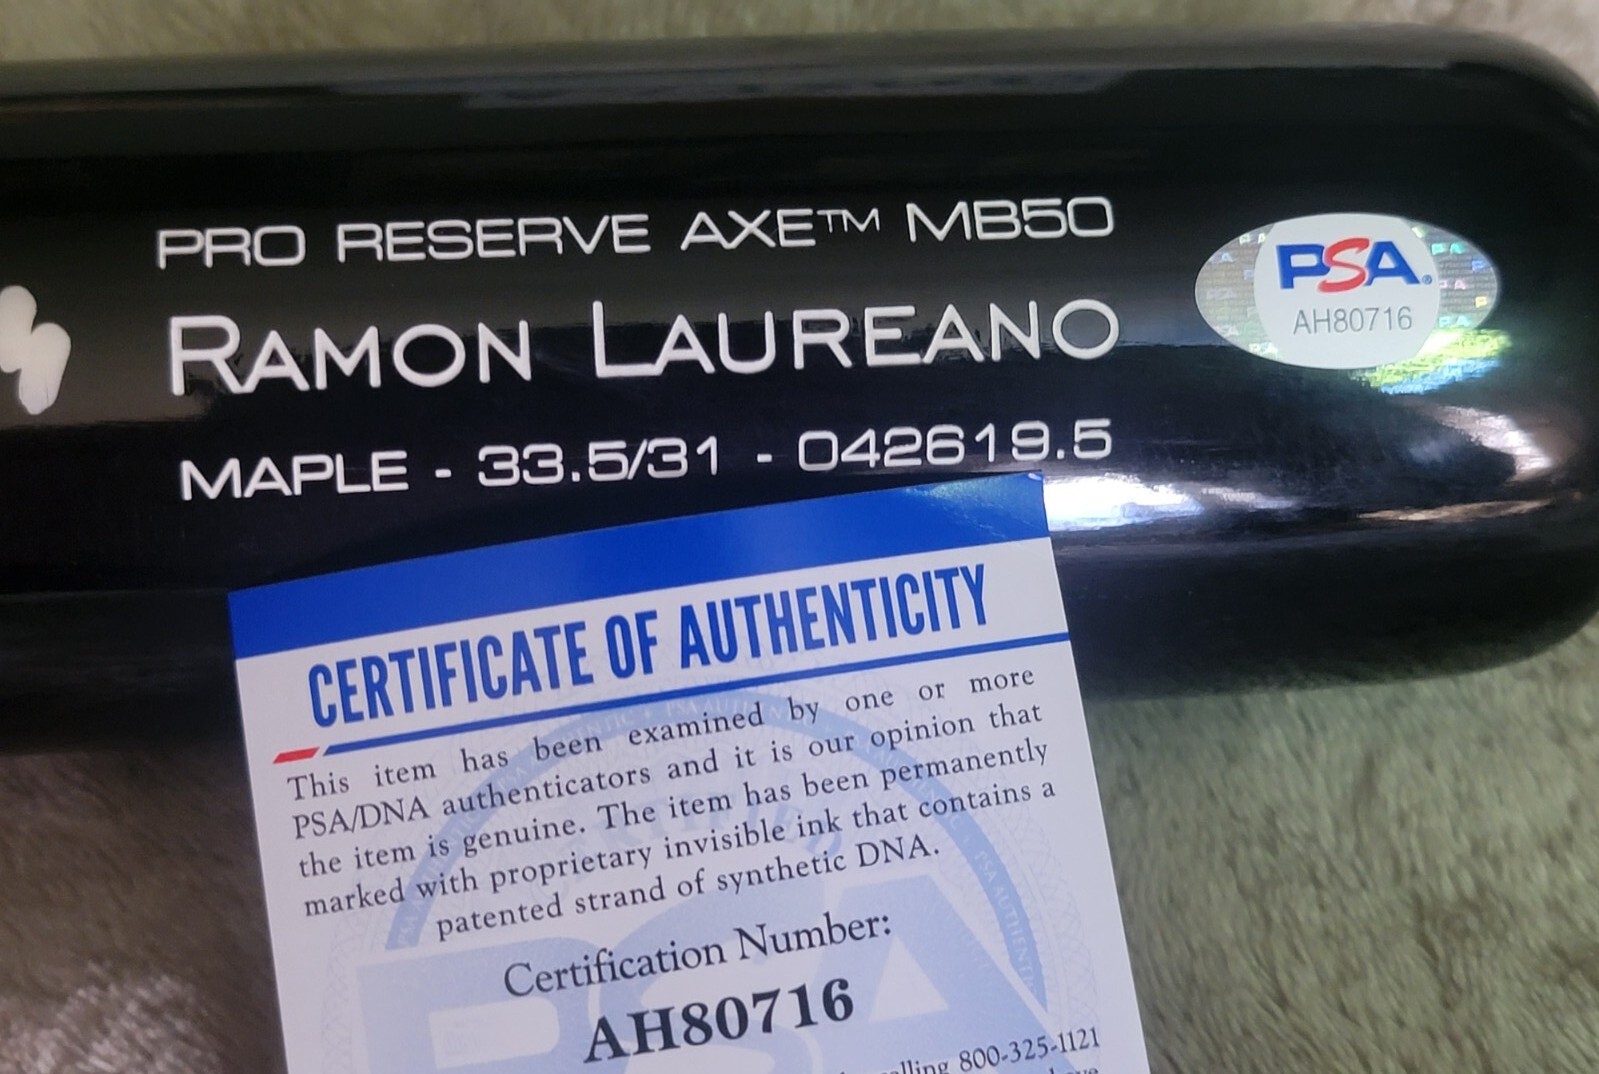 PRO RESERVE AXE™ MB50
RAMON LAUREANO
MAPLE - 33.5/31 - 042619.5
PSA
AH80716
CERTIFICATE OF AUTHENTICITY
This item has been examined by one or more
PSA/DNA authenticators and it is our opinion that
the item is genuine. The item has been permanently
marked with proprietary invisible ink that contains a
patented strand of synthetic DNA.
Certification Number:
AH80716
800-325-1121